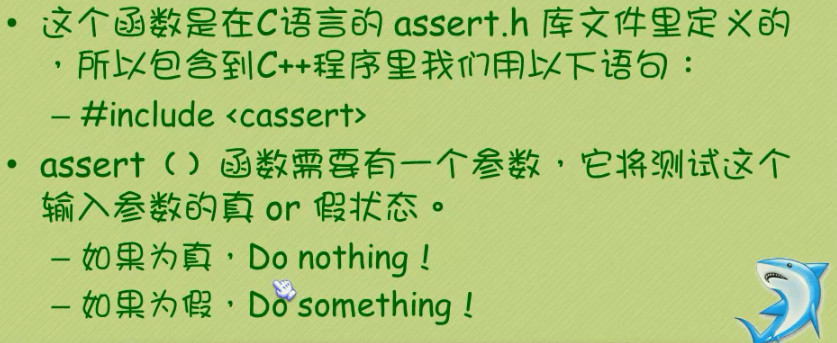 • 这个函数是在C语言的 assert.h 库文件里定义的
，所以包含到C++程序里我们用以下语句：
– #include <cassert>
• assert（）函数需要有一个参数，它将测试这个
输入参数的真 or 假状态。
– 如果为真，Do nothing！
– 如果为假，Do something！